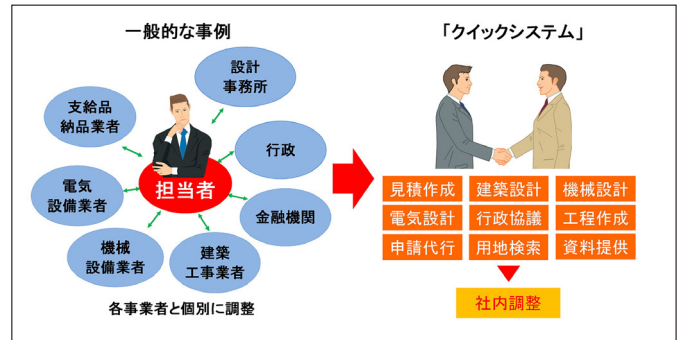 一般的な事例
設計
事務所
支給品
納品業者
行政
担当者
電気
設備業者
金融機関
機械
設備業者
建築
工事業者
各事業者と個別に調整
「クイックシステム」
見積作成 建築設計 機械設計
電気設計 行政協議 工程作成
申請代行 用地検索 資料提供
社内調整